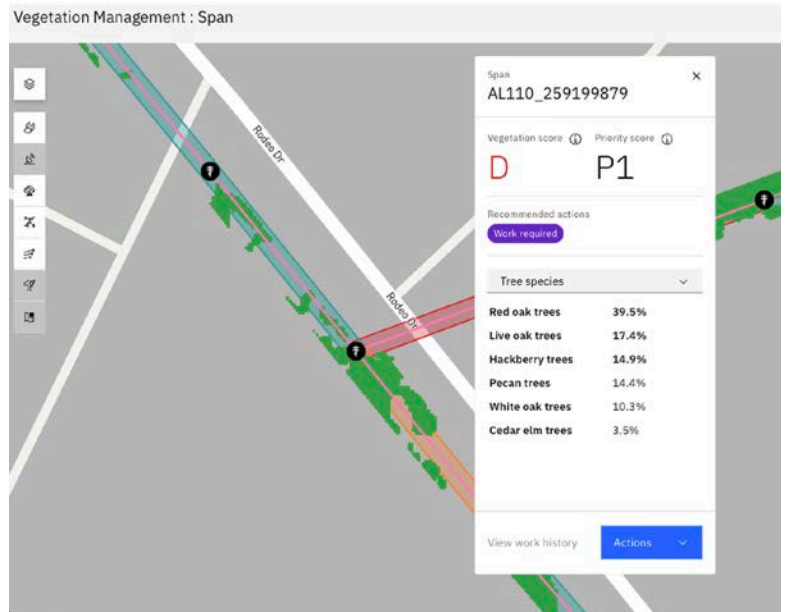 Vegetation Management : Span
Rodeo Dr
Rodeo Dr
Span
AL110_259199879
Vegetation score Priority score
D P1
Recommended actions
Work required
Tree species
Red oak trees 39.5%
Live oak trees 17.4%
Hackberry trees 14.9%
Pecan trees 14.4%
White oak trees 10.3%
Cedar elm trees 3.5%
View work history Actions